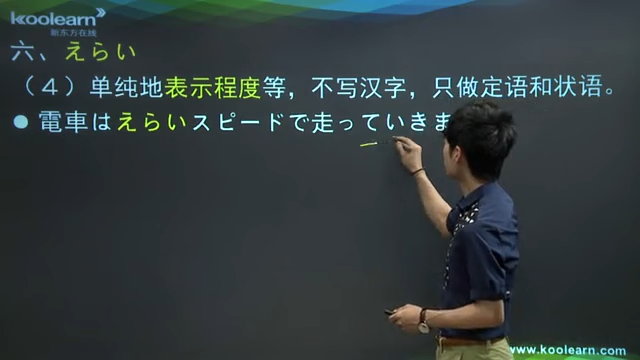 koolearn
新东方在线
六、えらい
（4）单纯地表示程度等，不写汉字，只做定语和状语。
●電車はえらいスピードで走っていきま
www.koolearn.com